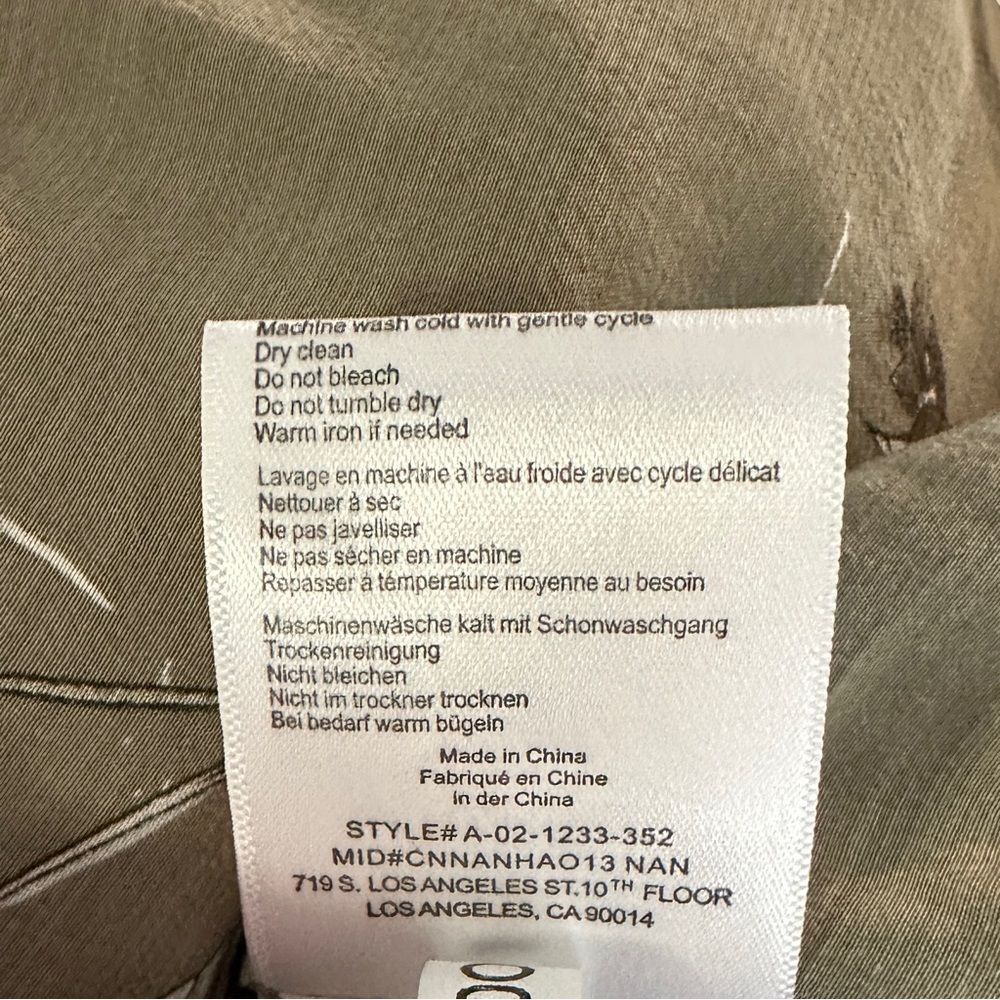 Machine wash cold with gentle cycle
Dry clean
Do not bleach
Do not tumble dry
Warm iron if needed
Lavage en machine à l'eau froide avec cycle délicat
Nettouer à sec
Ne pas javelliser
Ne pas sécher en machine
Repasser à témperature moyenne au besoin
Maschinenwäsche kalt mit Schonwaschgang
Trockenreinigung
Nicht bleichen
Nicht im trockner trocknen
Bei bedarf warm bügeln
Made in China
Fabriqué en Chine
In der China
STYLE# A-02-1233-352
MID#CNNANHAO13 NAN
719 S. LOS ANGELES ST.10TH FLOOR
LOS ANGELES, CA 90014